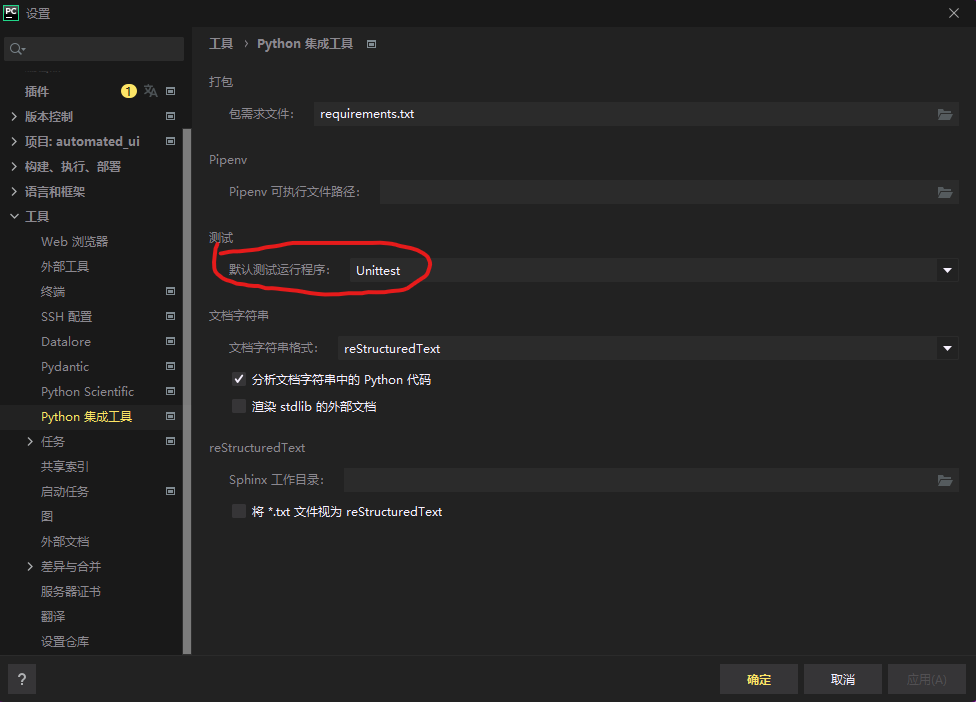 PC 设置
工具 › Python 集成工具
插件 1
版本控制
项目: automated_ui
构建、执行、部署
语言和框架
工具
Web 浏览器
外部工具
终端
SSH 配置
Datalore
Pydantic
Python Scientific
Python 集成工具
任务
共享索引
启动任务
图
外部文档
差异与合并
服务器证书
翻译
设置仓库
打包
包需求文件: requirements.txt
Pipenv
Pipenv 可执行文件路径:
测试
默认测试运行程序: Unittest
文档字符串
文档字符串格式: reStructuredText
分析文档字符串中的 Python 代码
渲染 stdlib 的外部文档
reStructuredText
Sphinx 工作目录:
将 *.txt 文件视为 reStructuredText
?
确定 取消 应用(A)